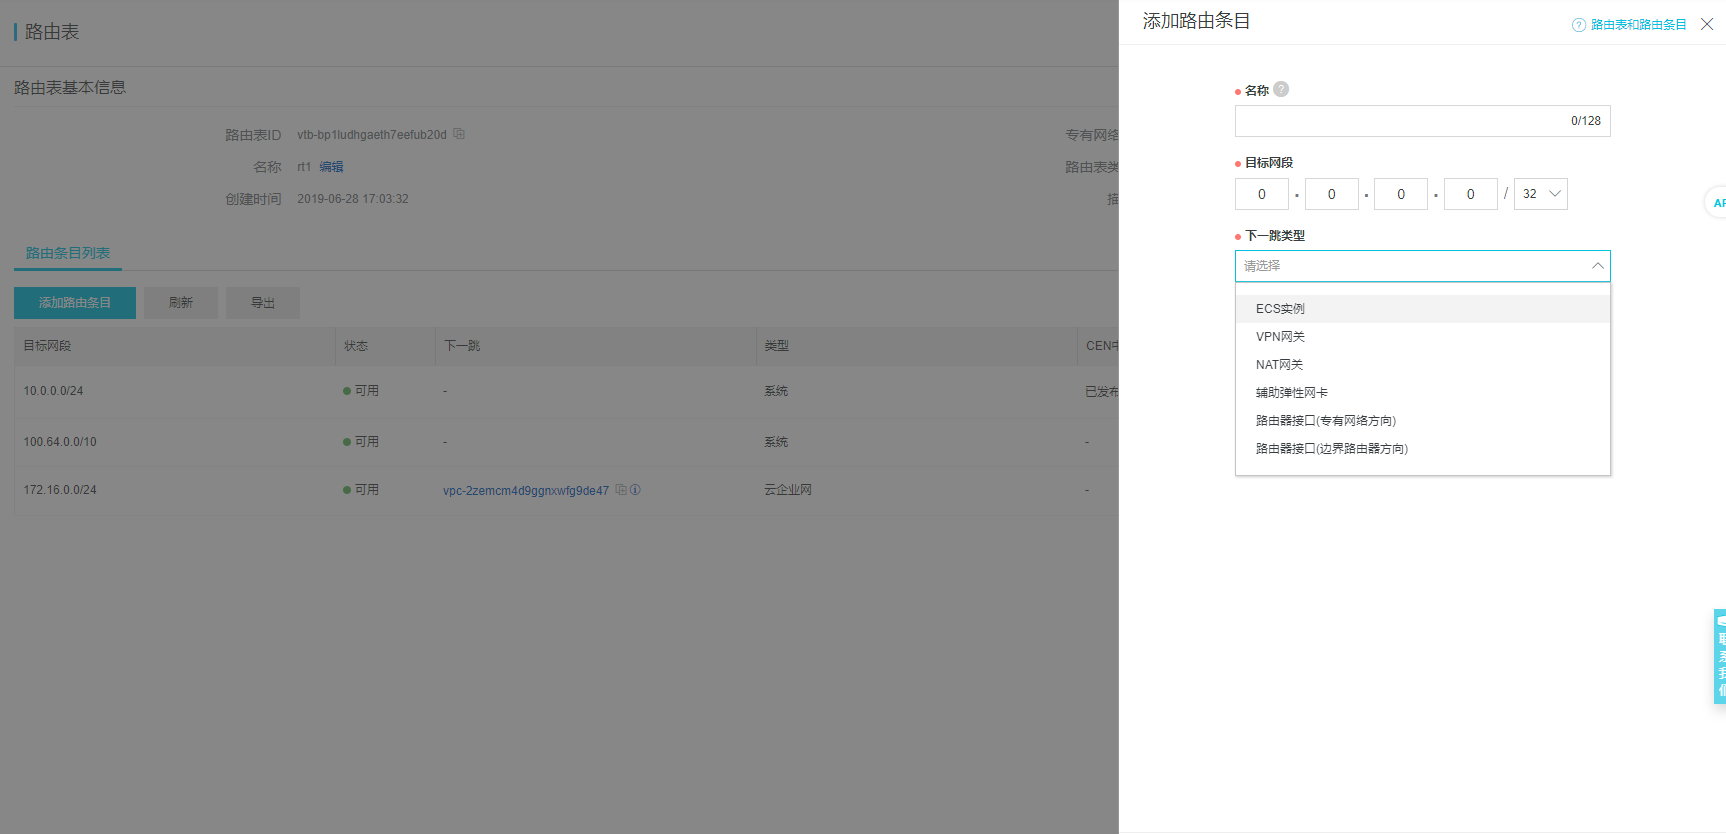 路由表
路由表基本信息
路由表ID vtb-bp1ludhgaeth7eefub20d 专有网络
名称 rt1 编辑 路由表类
创建时间 2019-06-28 17:03:32 描
路由条目列表
添加路由条目 刷新 导出
目标网段 状态 下一跳 类型 CEN中
10.0.0.0/24 可用 - 系统 已发布
100.64.0.0/10 可用 - 系统 -
172.16.0.0/24 可用 vpc-2zemcm4d9ggnxwfg9de47 云企业网 -
添加路由条目
路由表和路由条目
名称
0/128
目标网段
0 . 0 . 0 . 0 / 32
下一跳类型
请选择
ECS实例
VPN网关
NAT网关
辅助弹性网卡
路由器接口(专有网络方向)
路由器接口(边界路由器方向)